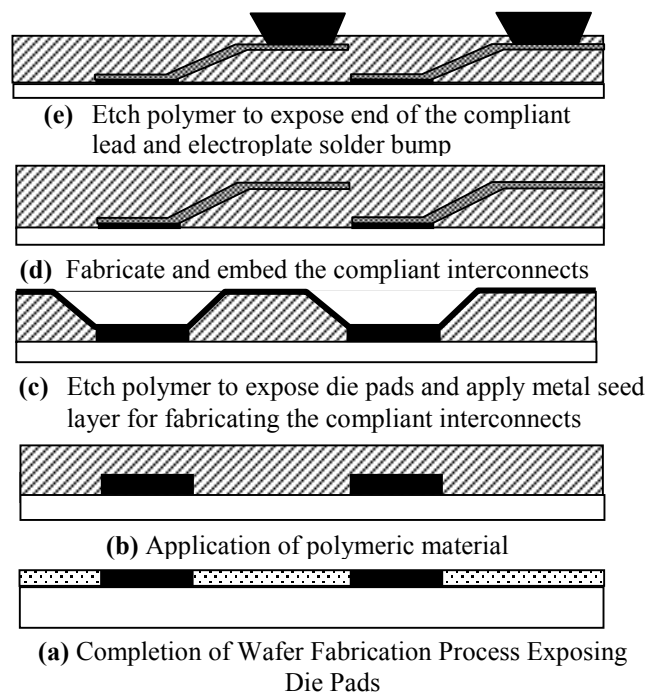 (e) Etch polymer to expose end of the compliant
lead and electroplate solder bump
(d) Fabricate and embed the compliant interconnects
(c) Etch polymer to expose die pads and apply metal seed
layer for fabricating the compliant interconnects
(b) Application of polymeric material
(a) Completion of Wafer Fabrication Process Exposing
Die Pads